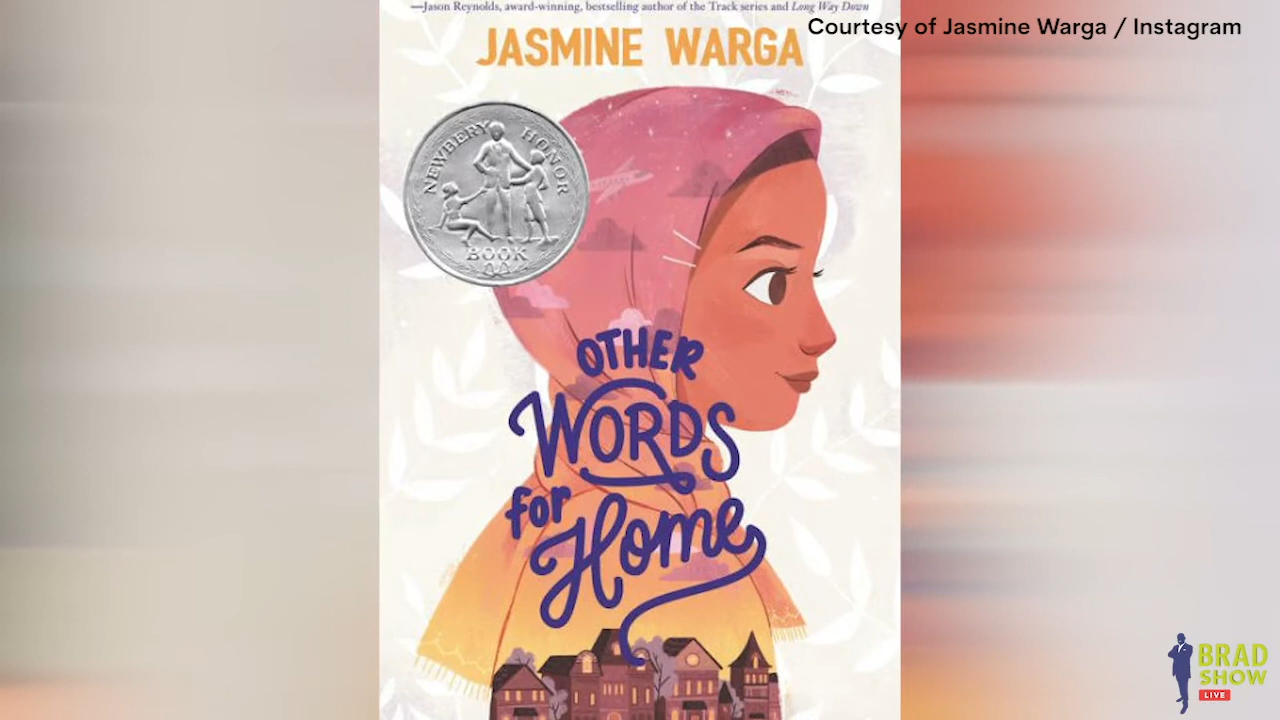 —Jason Reynolds, award-winning, bestselling author of the Track series and Long Way Down
Courtesy of Jasmine Warga / Instagram
JASMINE WARGA
NEWBERY HONOR
BOOK
OTHER
WORDS
for
Home
BRAD
SHOW
LIVE